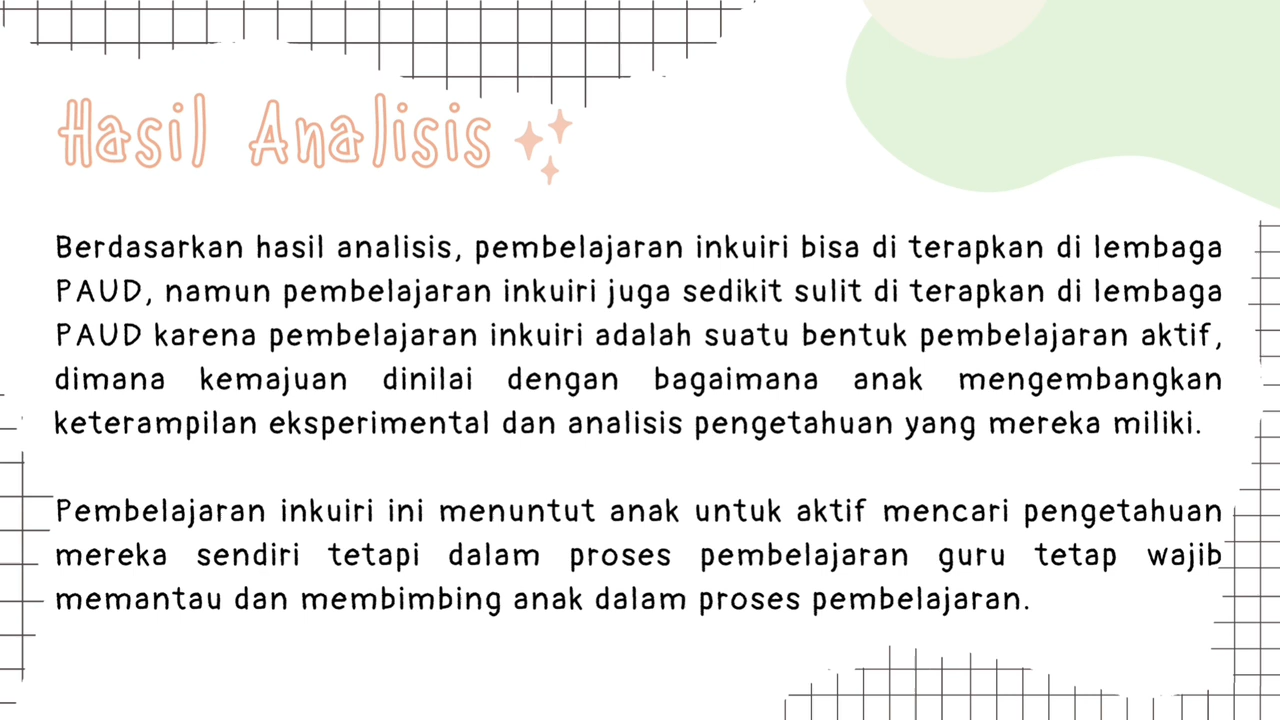 Hasil Analisis
Berdasarkan hasil analisis, pembelajaran inkuiri bisa di terapkan di lembaga
PAUD, namun pembelajaran inkuiri juga sedikit sulit di terapkan di lembaga
PAUD karena pembelajaran inkuiri adalah suatu bentuk pembelajaran aktif,
dimana kemajuan dinilai dengan bagaimana anak mengembangkan
keterampilan eksperimental dan analisis pengetahuan yang mereka miliki.
Pembelajaran inkuiri ini menuntut anak untuk aktif mencari pengetahuan
mereka sendiri tetapi dalam proses pembelajaran guru tetap wajib
memantau dan membimbing anak dalam proses pembelajaran.